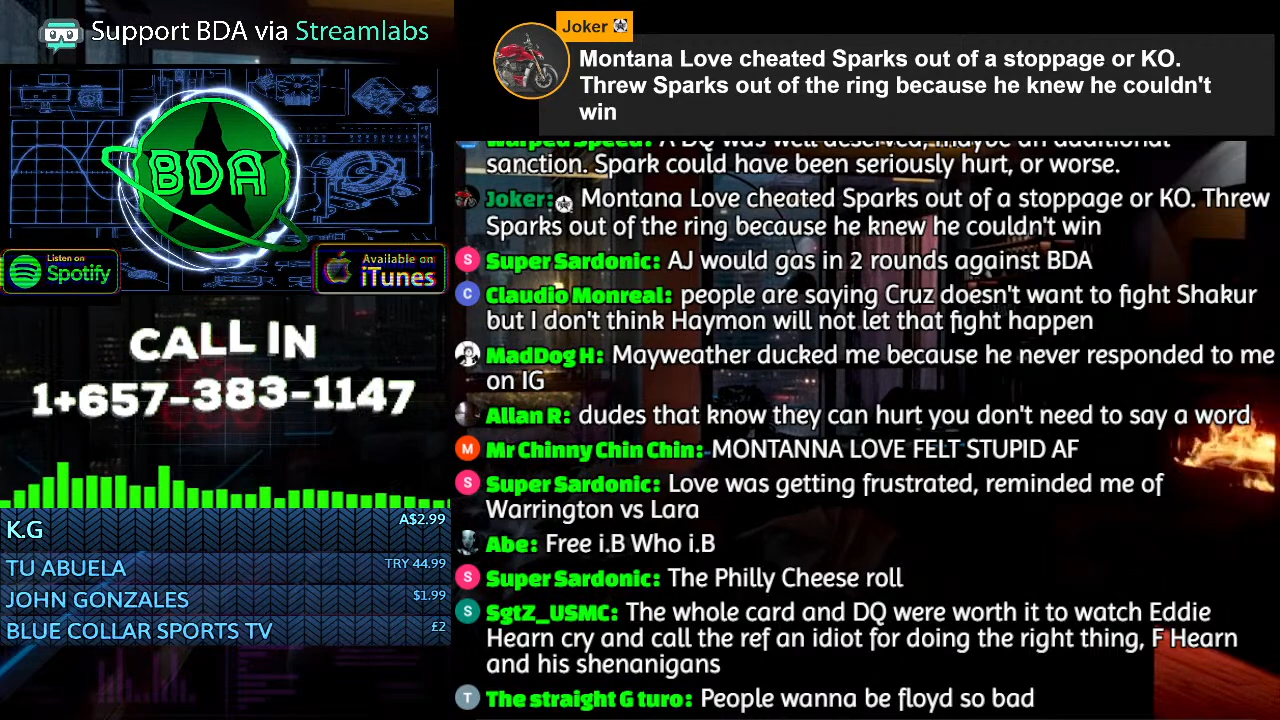 Support BDA via Streamlabs
BDA
Listen on
Spotify
Available on
iTunes
CALL IN
1+657-383-1147
K.G A$2.99
TU ABUELA TRY 44.99
JOHN GONZALES $1.99
BLUE COLLAR SPORTS TV £2
Joker
Montana Love cheated Sparks out of a stoppage or KO.
Threw Sparks out of the ring because he knew he couldn't
win
Warped Speed: A DQ was well deserved, maybe an additional
sanction. Spark could have been seriously hurt, or worse.
Joker: Montana Love cheated Sparks out of a stoppage or KO. Threw
Sparks out of the ring because he knew he couldn't win
S Super Sardonic: AJ would gas in 2 rounds against BDA
C Claudio Monreal: people are saying Cruz doesn't want to fight Shakur
but I don't think Haymon will not let that fight happen
MadDog H: Mayweather ducked me because he never responded to me
on IG
Allan R: dudes that know they can hurt you don't need to say a word
M Mr Chinny Chin Chin: MONTANNA LOVE FELT STUPID AF
S Super Sardonic: Love was getting frustrated, reminded me of
Warrington vs Lara
Abe: Free i.B Who i.B
S Super Sardonic: The Philly Cheese roll
S SgtZ_USMC: The whole card and DQ were worth it to watch Eddie
Hearn cry and call the ref an idiot for doing the right thing, F Hearn
and his shenanigans
T The straight G turo: People wanna be floyd so bad